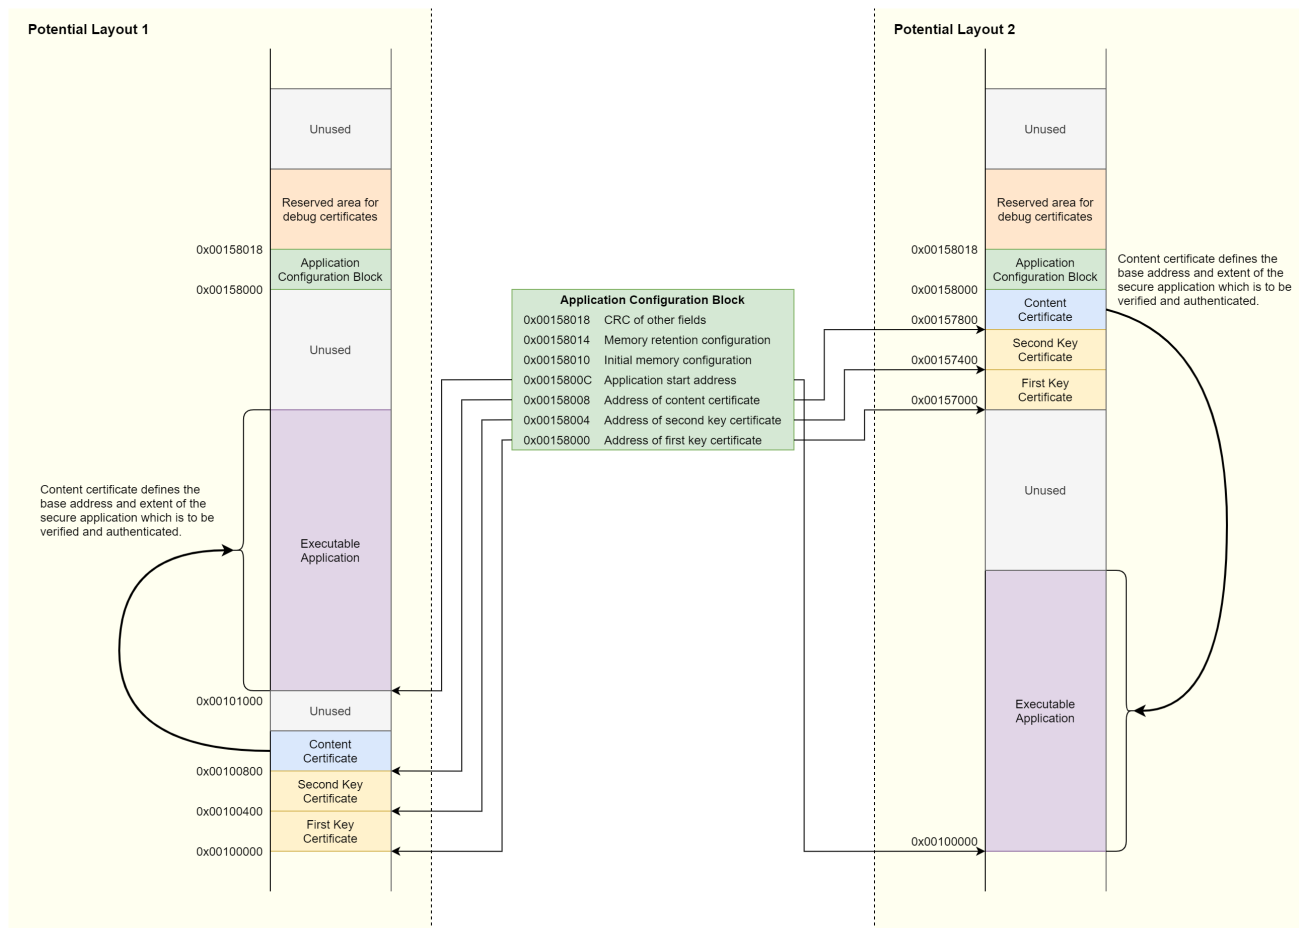 Potential Layout 1
Unused
Reserved area for
debug certificates
0x00158018
Application
Configuration Block
0x00158000
Unused
Content certificate defines the
base address and extent of the
secure application which is to be
verified and authenticated.
Executable
Application
0x00101000
Unused
Content
Certificate
0x00100800
Second Key
Certificate
0x00100400
First Key
Certificate
0x00100000
Application Configuration Block
0x00158018 CRC of other fields
0x00158014 Memory retention configuration
0x00158010 Initial memory configuration
0x0015800C Application start address
0x00158008 Address of content certificate
0x00158004 Address of second key certificate
0x00158000 Address of first key certificate
Potential Layout 2
Unused
Reserved area for
debug certificates
0x00158018
Application
Configuration Block
Content certificate defines the
base address and extent of the
secure application which is to be
verified and authenticated.
0x00158000
Content
Certificate
0x00157800
Second Key
Certificate
0x00157400
First Key
Certificate
0x00157000
Unused
Executable
Application
0x00100000